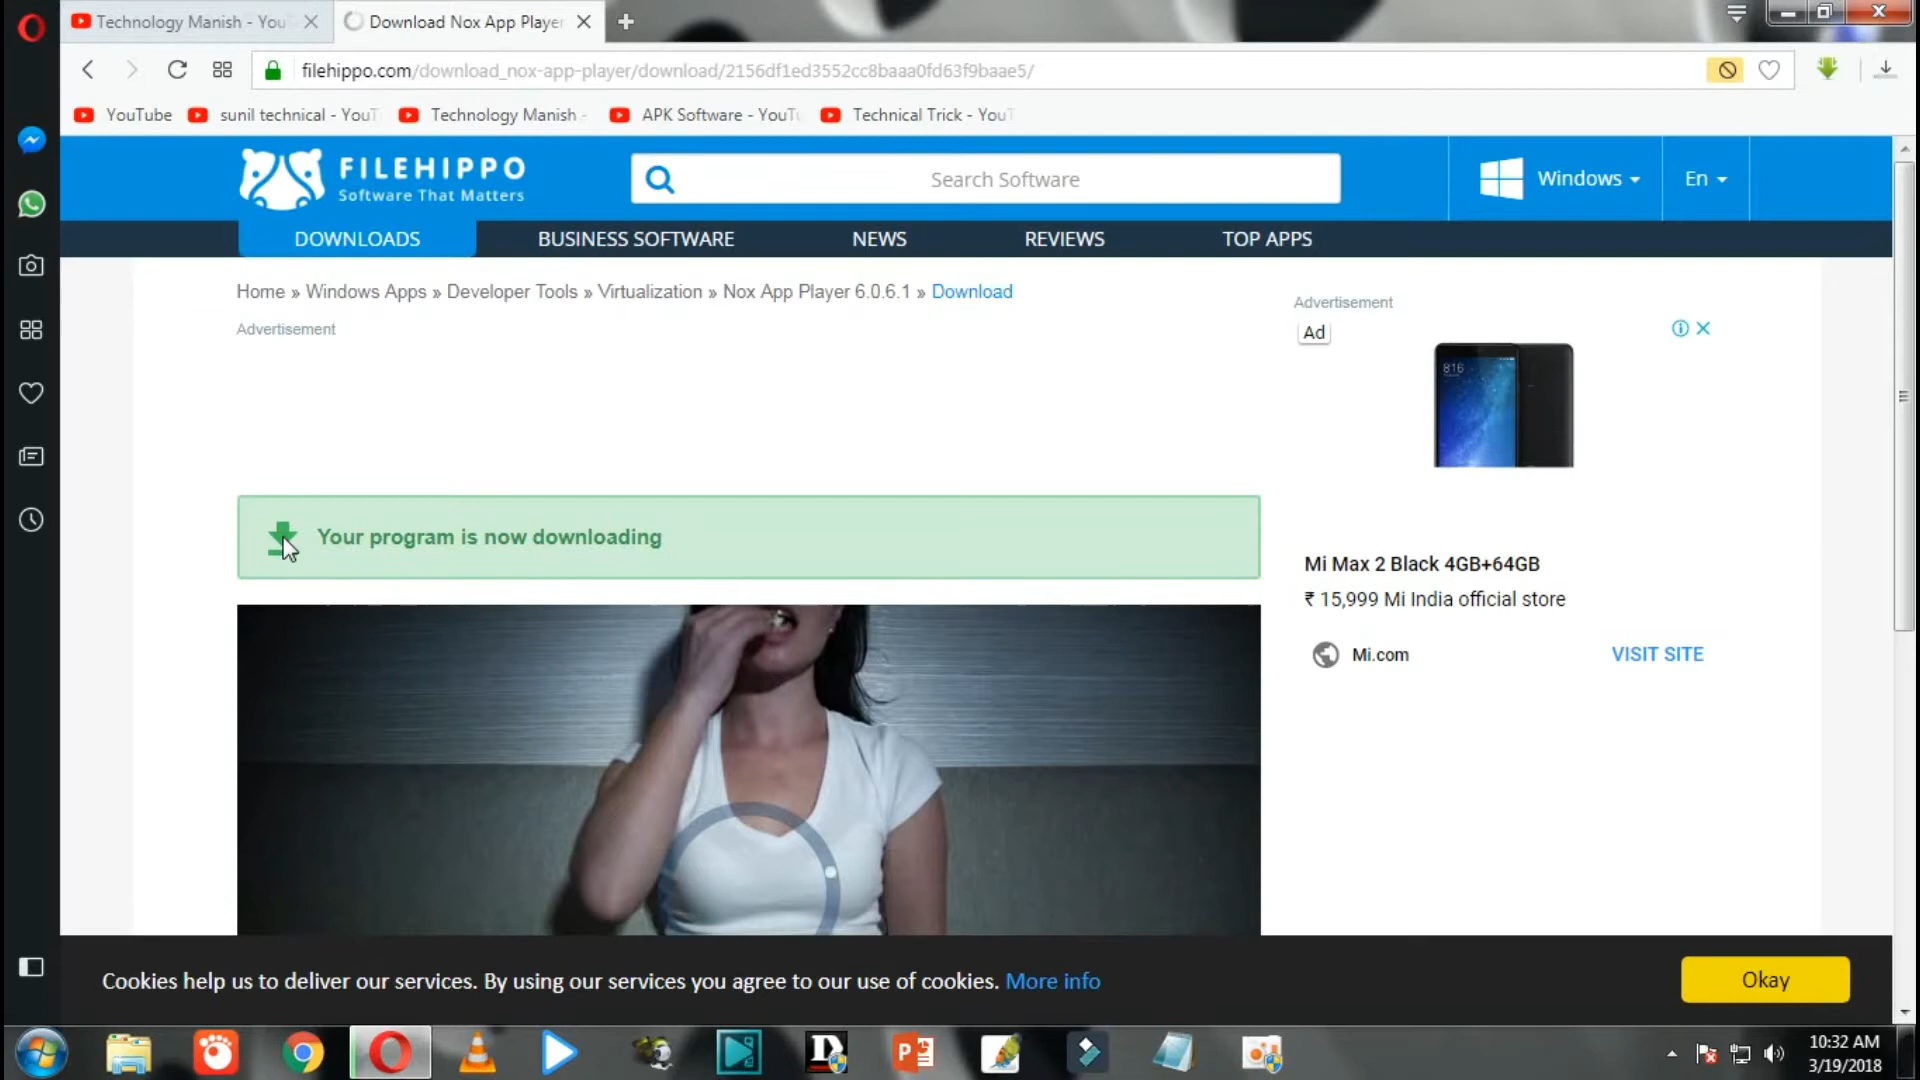 Technology Manish - You
Download Nox App Player
filehippo.com/download_nox-app-player/download/2156df1ed3552cc8baaa0fd63f9baae5/
YouTube
sunil technical - YouT
Technology Manish -
APK Software - YouTu
Technical Trick - YouT
FILEHIPPO
Software That Matters
Search Software
Windows
En
DOWNLOADS
BUSINESS SOFTWARE
NEWS
REVIEWS
TOP APPS
Home » Windows Apps » Developer Tools » Virtualization » Nox App Player 6.0.6.1 » Download
Advertisement
Advertisement
Ad
816
Your program is now downloading
Mi Max 2 Black 4GB+64GB
₹ 15,999 Mi India official store
Mi.com
VISIT SITE
Cookies help us to deliver our services. By using our services you agree to our use of cookies. More info
Okay
10:32 AM
3/19/2018